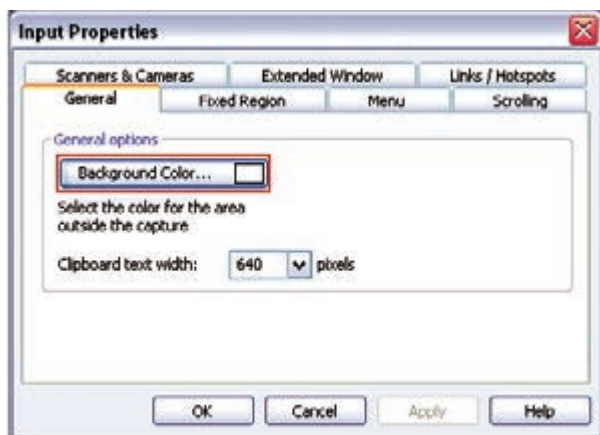 Input Properties
Scanners & Cameras Extended Window Links / Hotspots
General Fixed Region Menu Scrolling
General options
Background Color...
Select the color for the area
outside the capture
Clipboard text width: 640 pixels
OK Cancel Apply Help